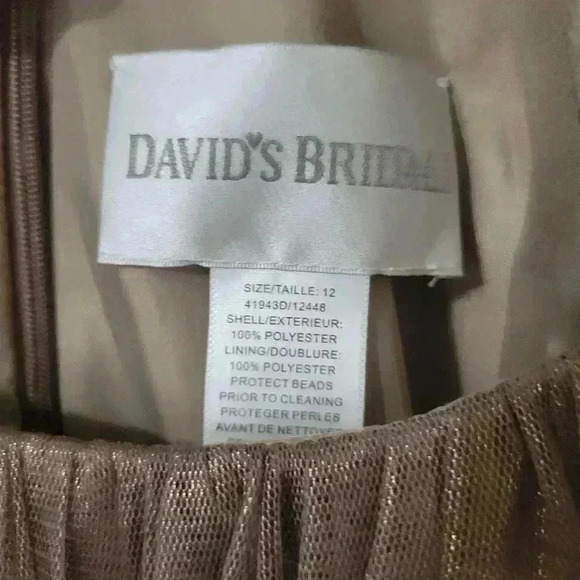 DAVID'S BRIDAL
SIZE/TAILLE: 12
41943D/12448
SHELL/EXTERIEUR:
100% POLYESTER
LINING/DOUBLURE:
100% POLYESTER
PROTECT BEADS
PRIOR TO CLEANING
PROTEGER PERLES
AVANT DE NETTOYER